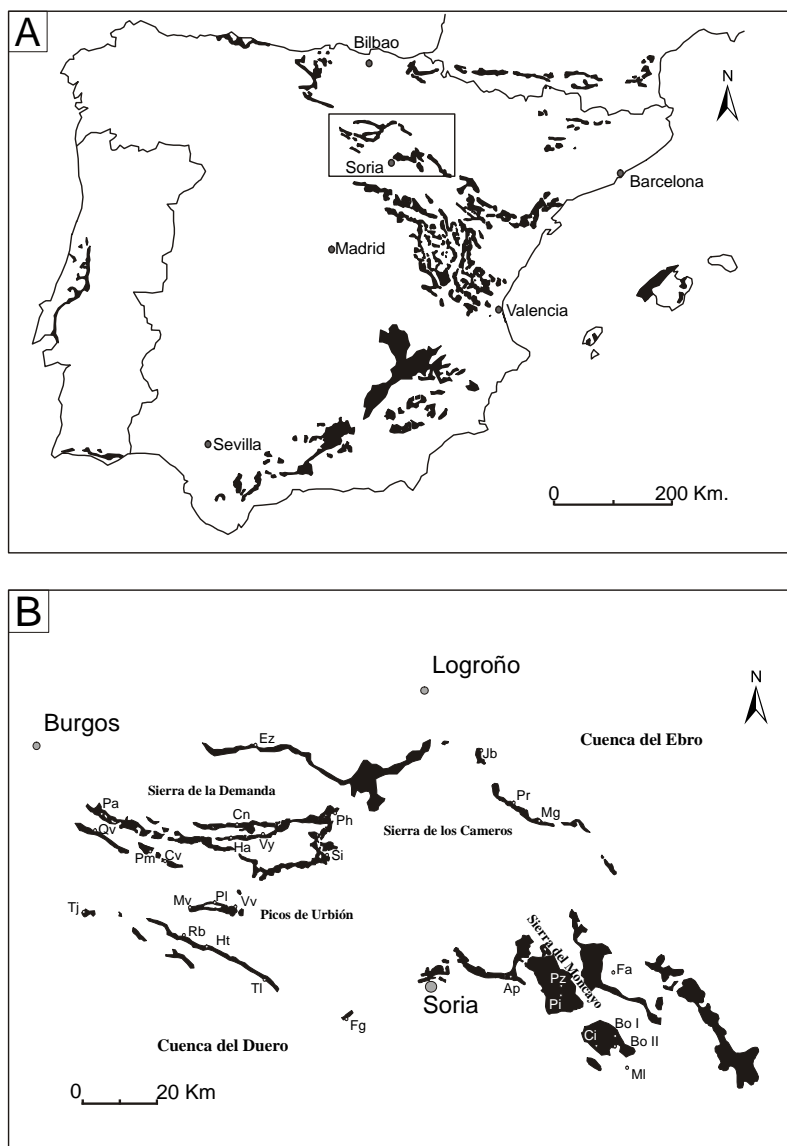 A
Bilbao
N
Soria
Barcelona
Madrid
Valencia
Sevilla
0 200 Km.
B
Logroño
N
Burgos
Ez
Cuenca del Ebro
Jb
Sierra de la Demanda
Pr
Pa
Cn
Ph
Mg
Qv
Sierra de los Cameros
Ha
Vy
Pm
Cv
Si
Pl
Tj
Mv
Vv
Picos de Urbión
Sierra del Moncayo
Rb
Ht
Fa
Tl
Ap
Pz
Soria
Pi
Fg
Bo I
Cuenca del Duero
Ci
Bo II
Ml
0 20 Km